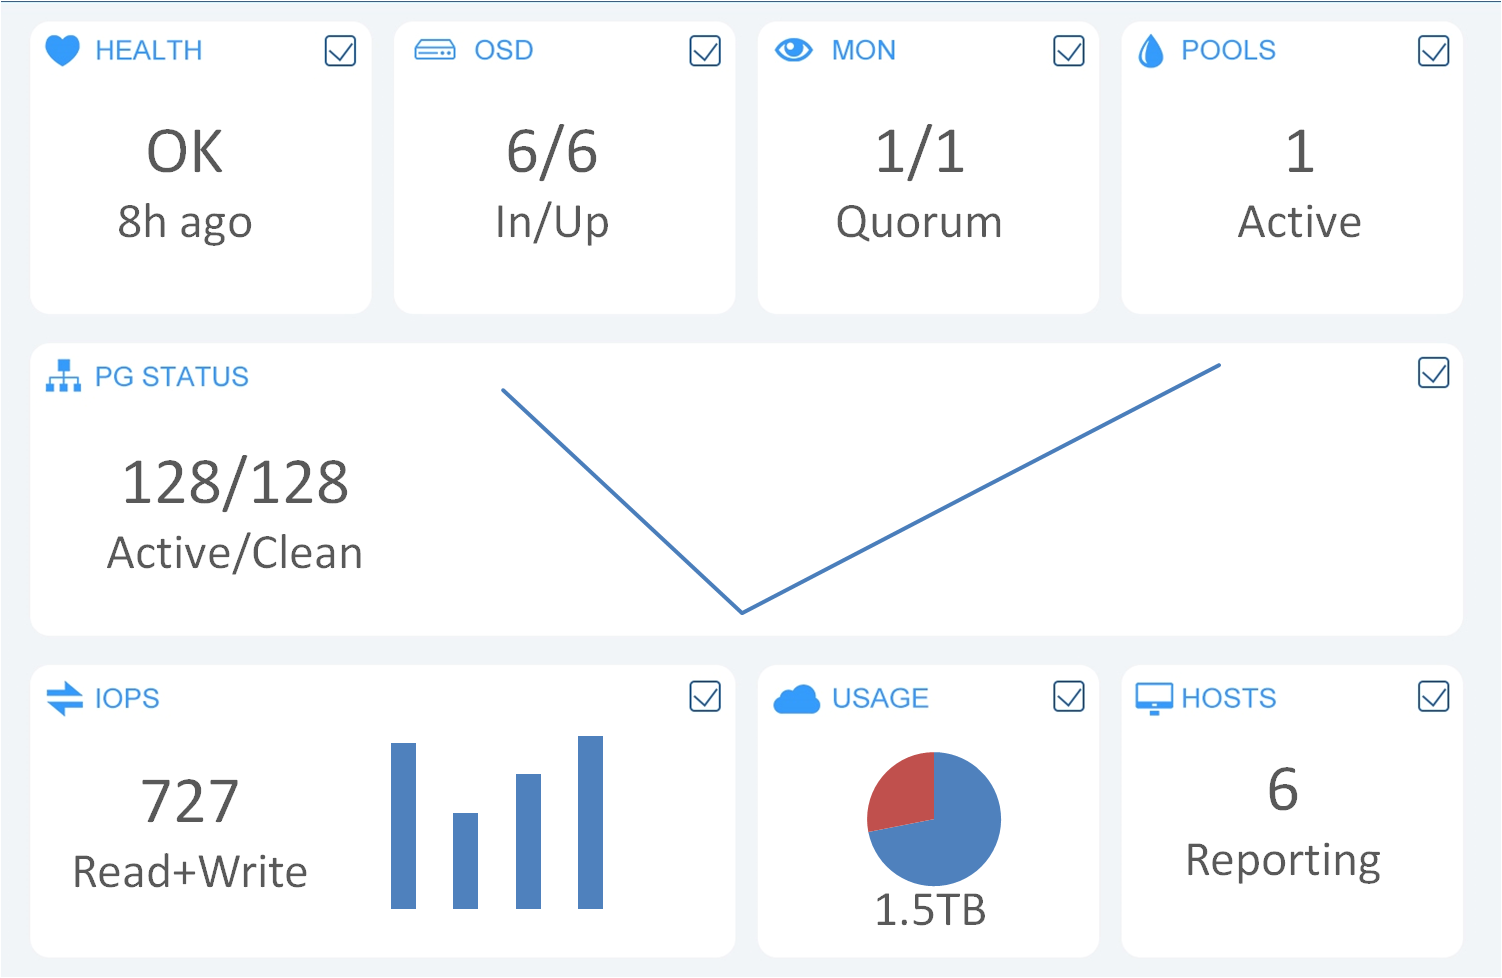 HEALTH
OK
8h ago
OSD
6/6
In/Up
MON
1/1
Quorum
POOLS
1
Active
PG STATUS
128/128
Active/Clean
IOPS
727
Read+Write
USAGE
1.5TB
HOSTS
6
Reporting